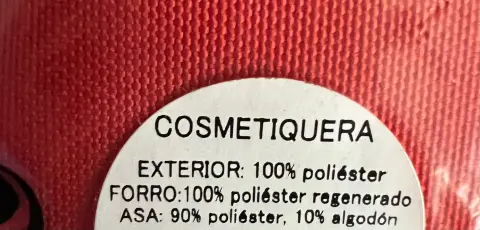 COSMETIQUERA
EXTERIOR: 100% poliéster
FORRO:100% poliéster regenerado
ASA: 90% poliéster, 10% algodón